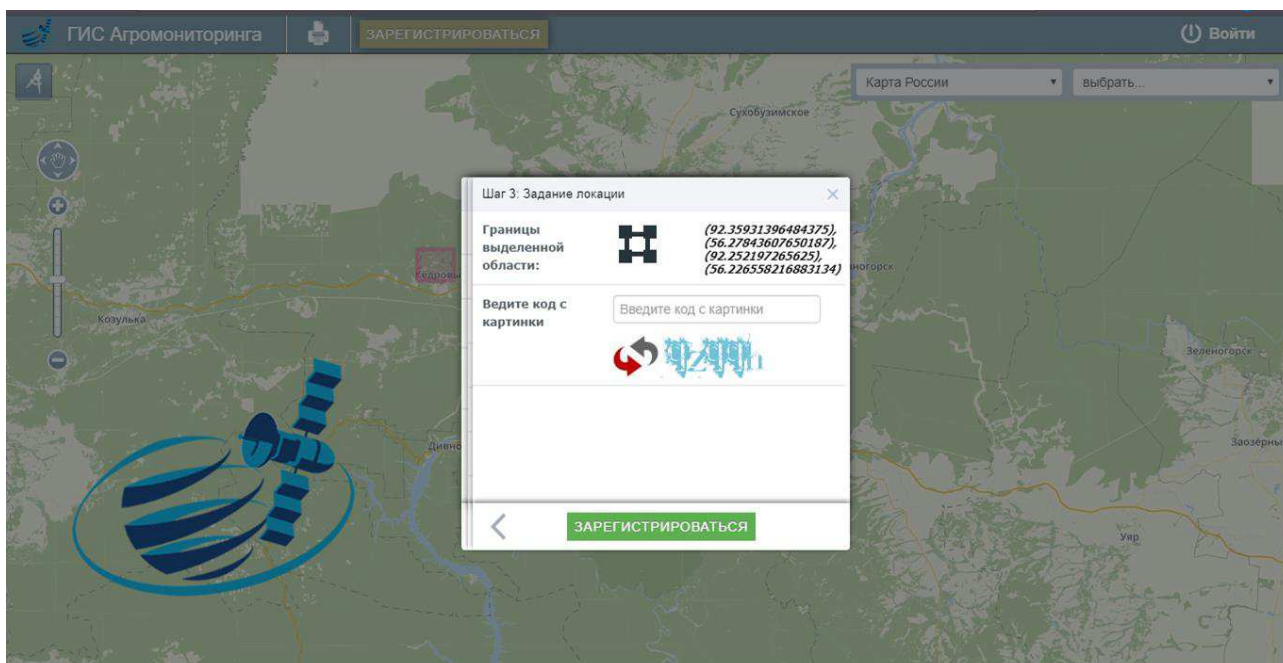 ГИС Агромониторинга
ЗАРЕГИСТРИРОВАТЬСЯ
Войти
Карта России
выбрать...
Сухобузимское
Шаг 3: Задание локации
Границы
выделенной
области:
(92.35931396484375),
(56.27843607650187),
(92.252197265625),
(56.226558216883134)
Ведите код с
картинки
Введите код с картинки
Козулька
Зеленогорск
Уяр
ЗАРЕГИСТРИРОВАТЬСЯ